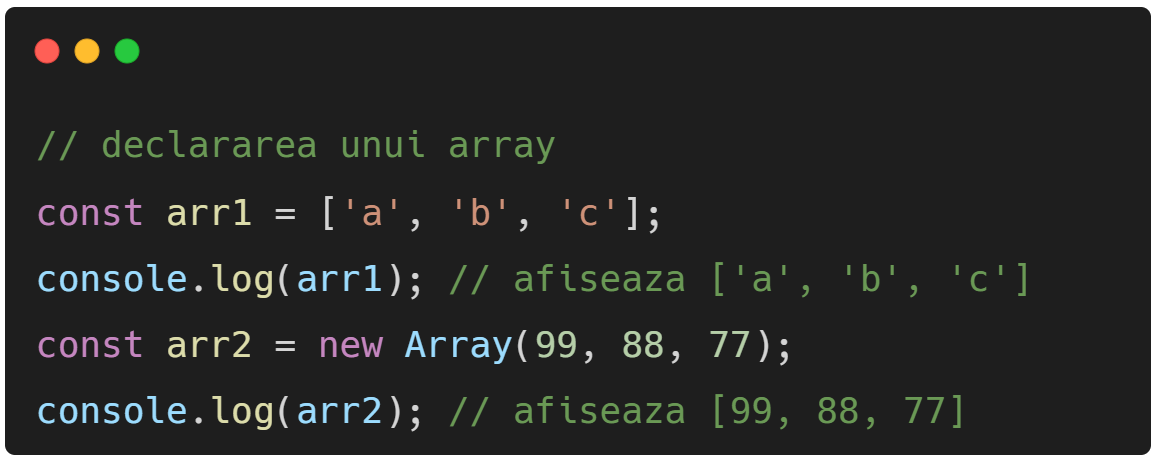 // declararea unui array
const arr1 = ['a', 'b', 'c'];
console.log(arr1); // afiseaza ['a', 'b', 'c']
const arr2 = new Array(99, 88, 77);
console.log(arr2); // afiseaza [99, 88, 77]